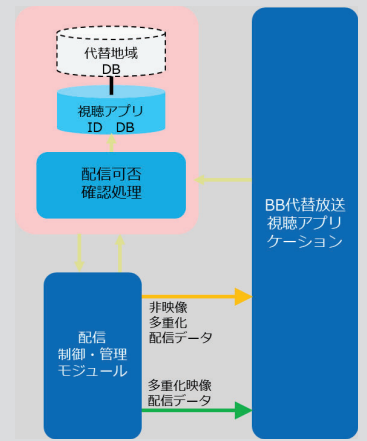 代替地域
DB
視聴アプリ
ID DB
配信可否
確認処理
BB代替放送
視聴アプリ
ケーション
配信
制御・管理
モジュール
非映像
多重化
配信データ
多重化映像
配信データ